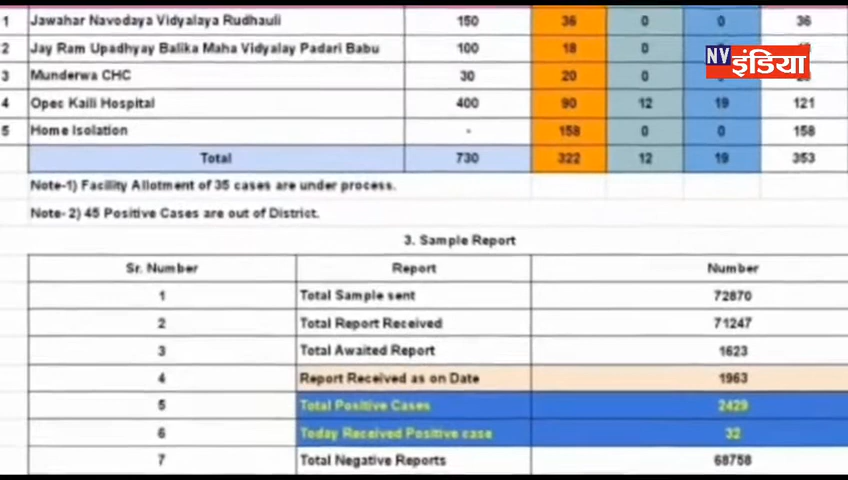 1 Jawahar Navodaya Vidyalaya Rudhauli 150 36 0 0 36
2 Jay Ram Upadhyay Balika Maha Vidyalay Padari Babu 100 18 0
NV इंडिया
3 Munderwa CHC 30 20 0
4 Opec Kaili Hospital 400 90 12 19 121
5 Home Isolation - 158 0 0 158
Total 730 322 12 19 353
Note-1) Facility Allotment of 35 cases are under process.
Note- 2) 45 Positive Cases are out of District.
3. Sample Report
Sr. Number Report Number
1 Total Sample sent 72870
2 Total Report Received 71247
3 Total Awaited Report 1623
4 Report Received as on Date 1963
5 Total Positive Cases 2429
6 Today Received Positive case 32
7 Total Negative Reports 68758